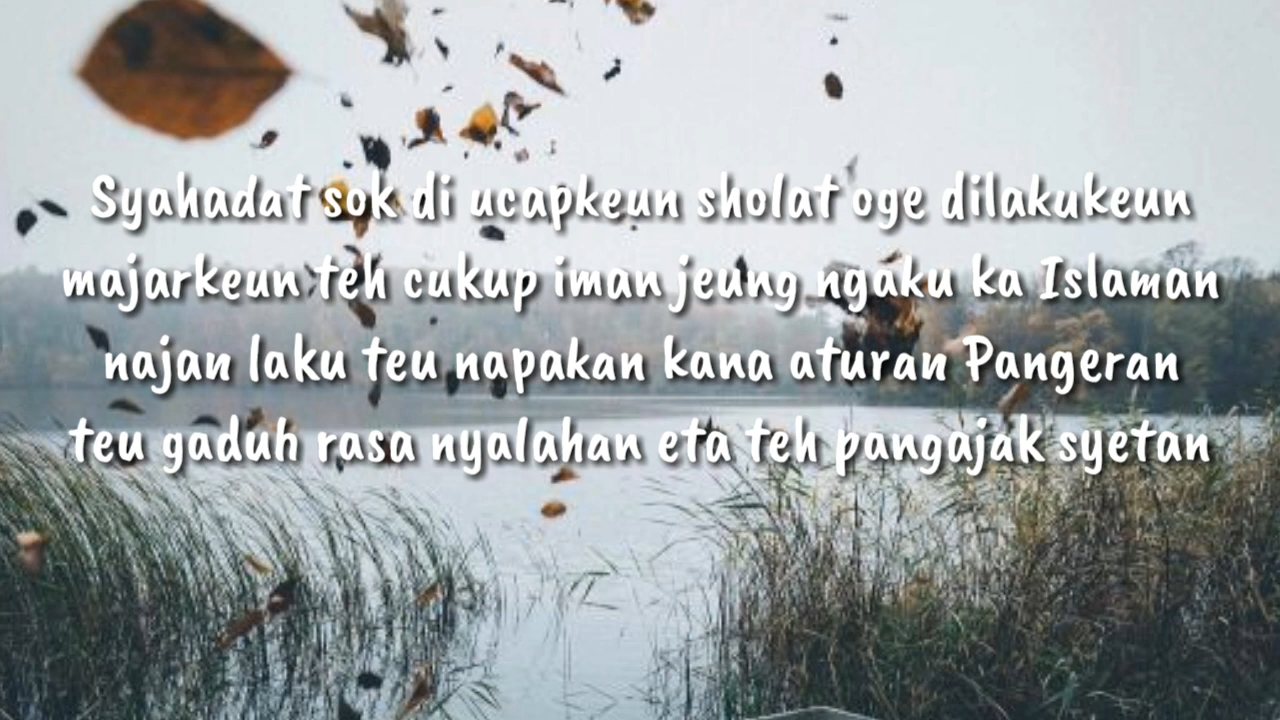 Syahadat sok di ucapkeun sholat oge dilakukeun
majarkeun teh cukup iman jeung ngaku ka Islaman
najan laku teu napakan kana aturan Pangeran
teu gaduh rasa nyalahan eta teh pangajak syetan